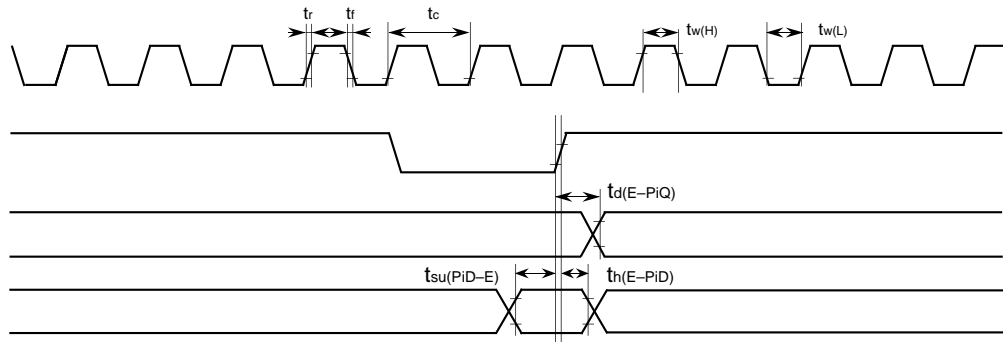 tr tf tc tw(H) tw(L)
td(E–PiQ)
tsu(PiD–E) th(E–PiD)